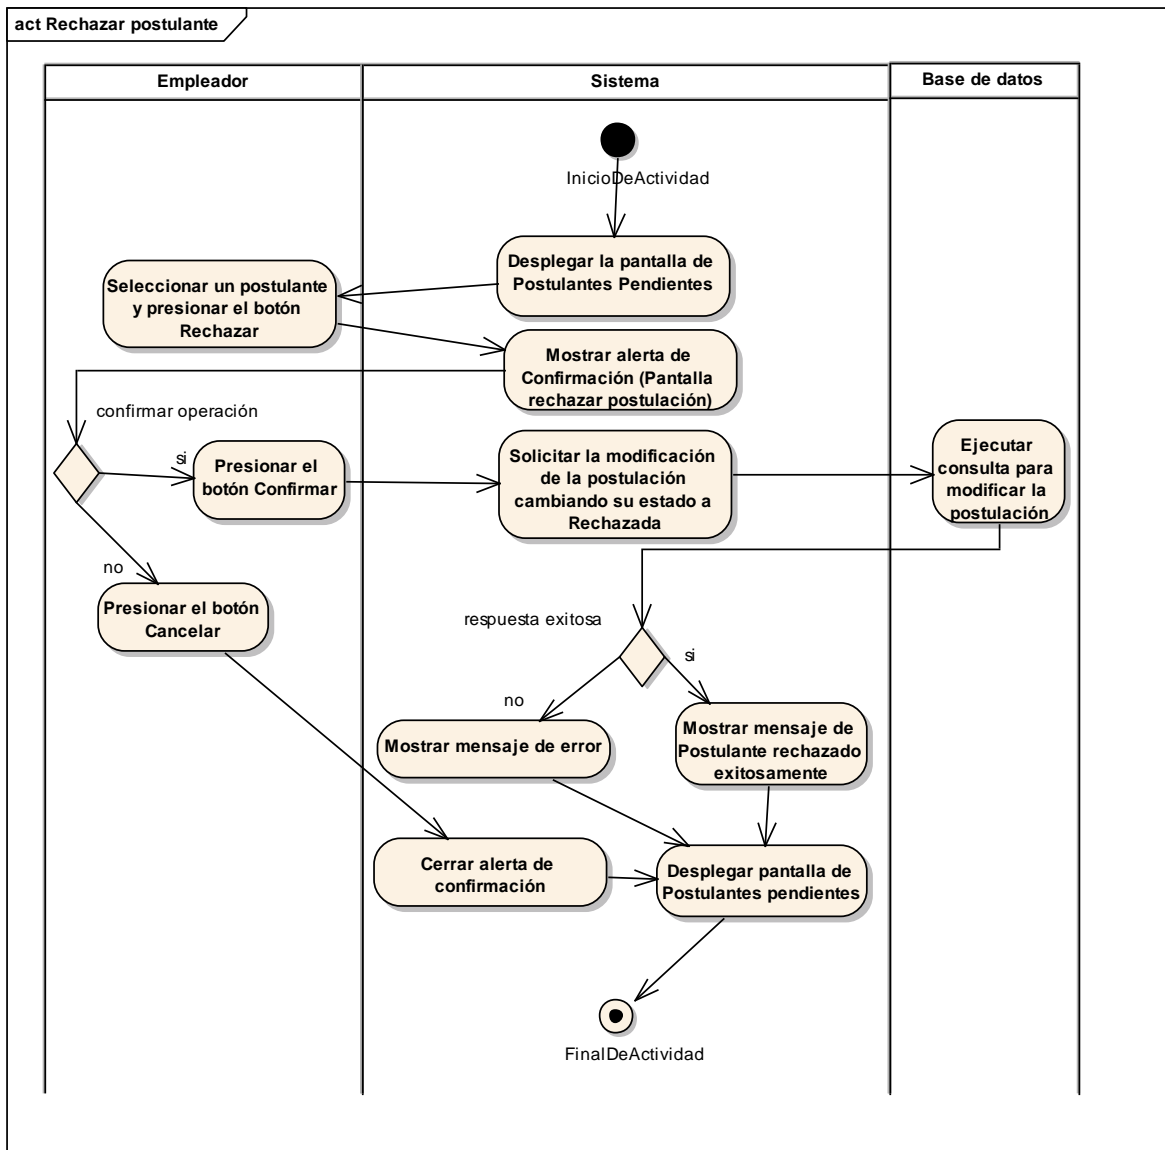 act Rechazar postulante
Empleador
Sistema
Base de datos
InicioDeActividad
Desplegar la pantalla de
Postulantes Pendientes
Seleccionar un postulante
y presionar el botón
Rechazar
Mostrar alerta de
Confirmación (Pantalla
rechazar postulación)
confirmar operación
si
Presionar el
botón Confirmar
Solicitar la modificación
de la postulación
cambiando su estado a
Rechazada
Ejecutar
consulta para
modificar la
postulación
no
Presionar el botón
Cancelar
respuesta exitosa
si
no
Mostrar mensaje de error
Mostrar mensaje de
Postulante rechazado
exitosamente
Cerrar alerta de
confirmación
Desplegar pantalla de
Postulantes pendientes
FinalDeActividad